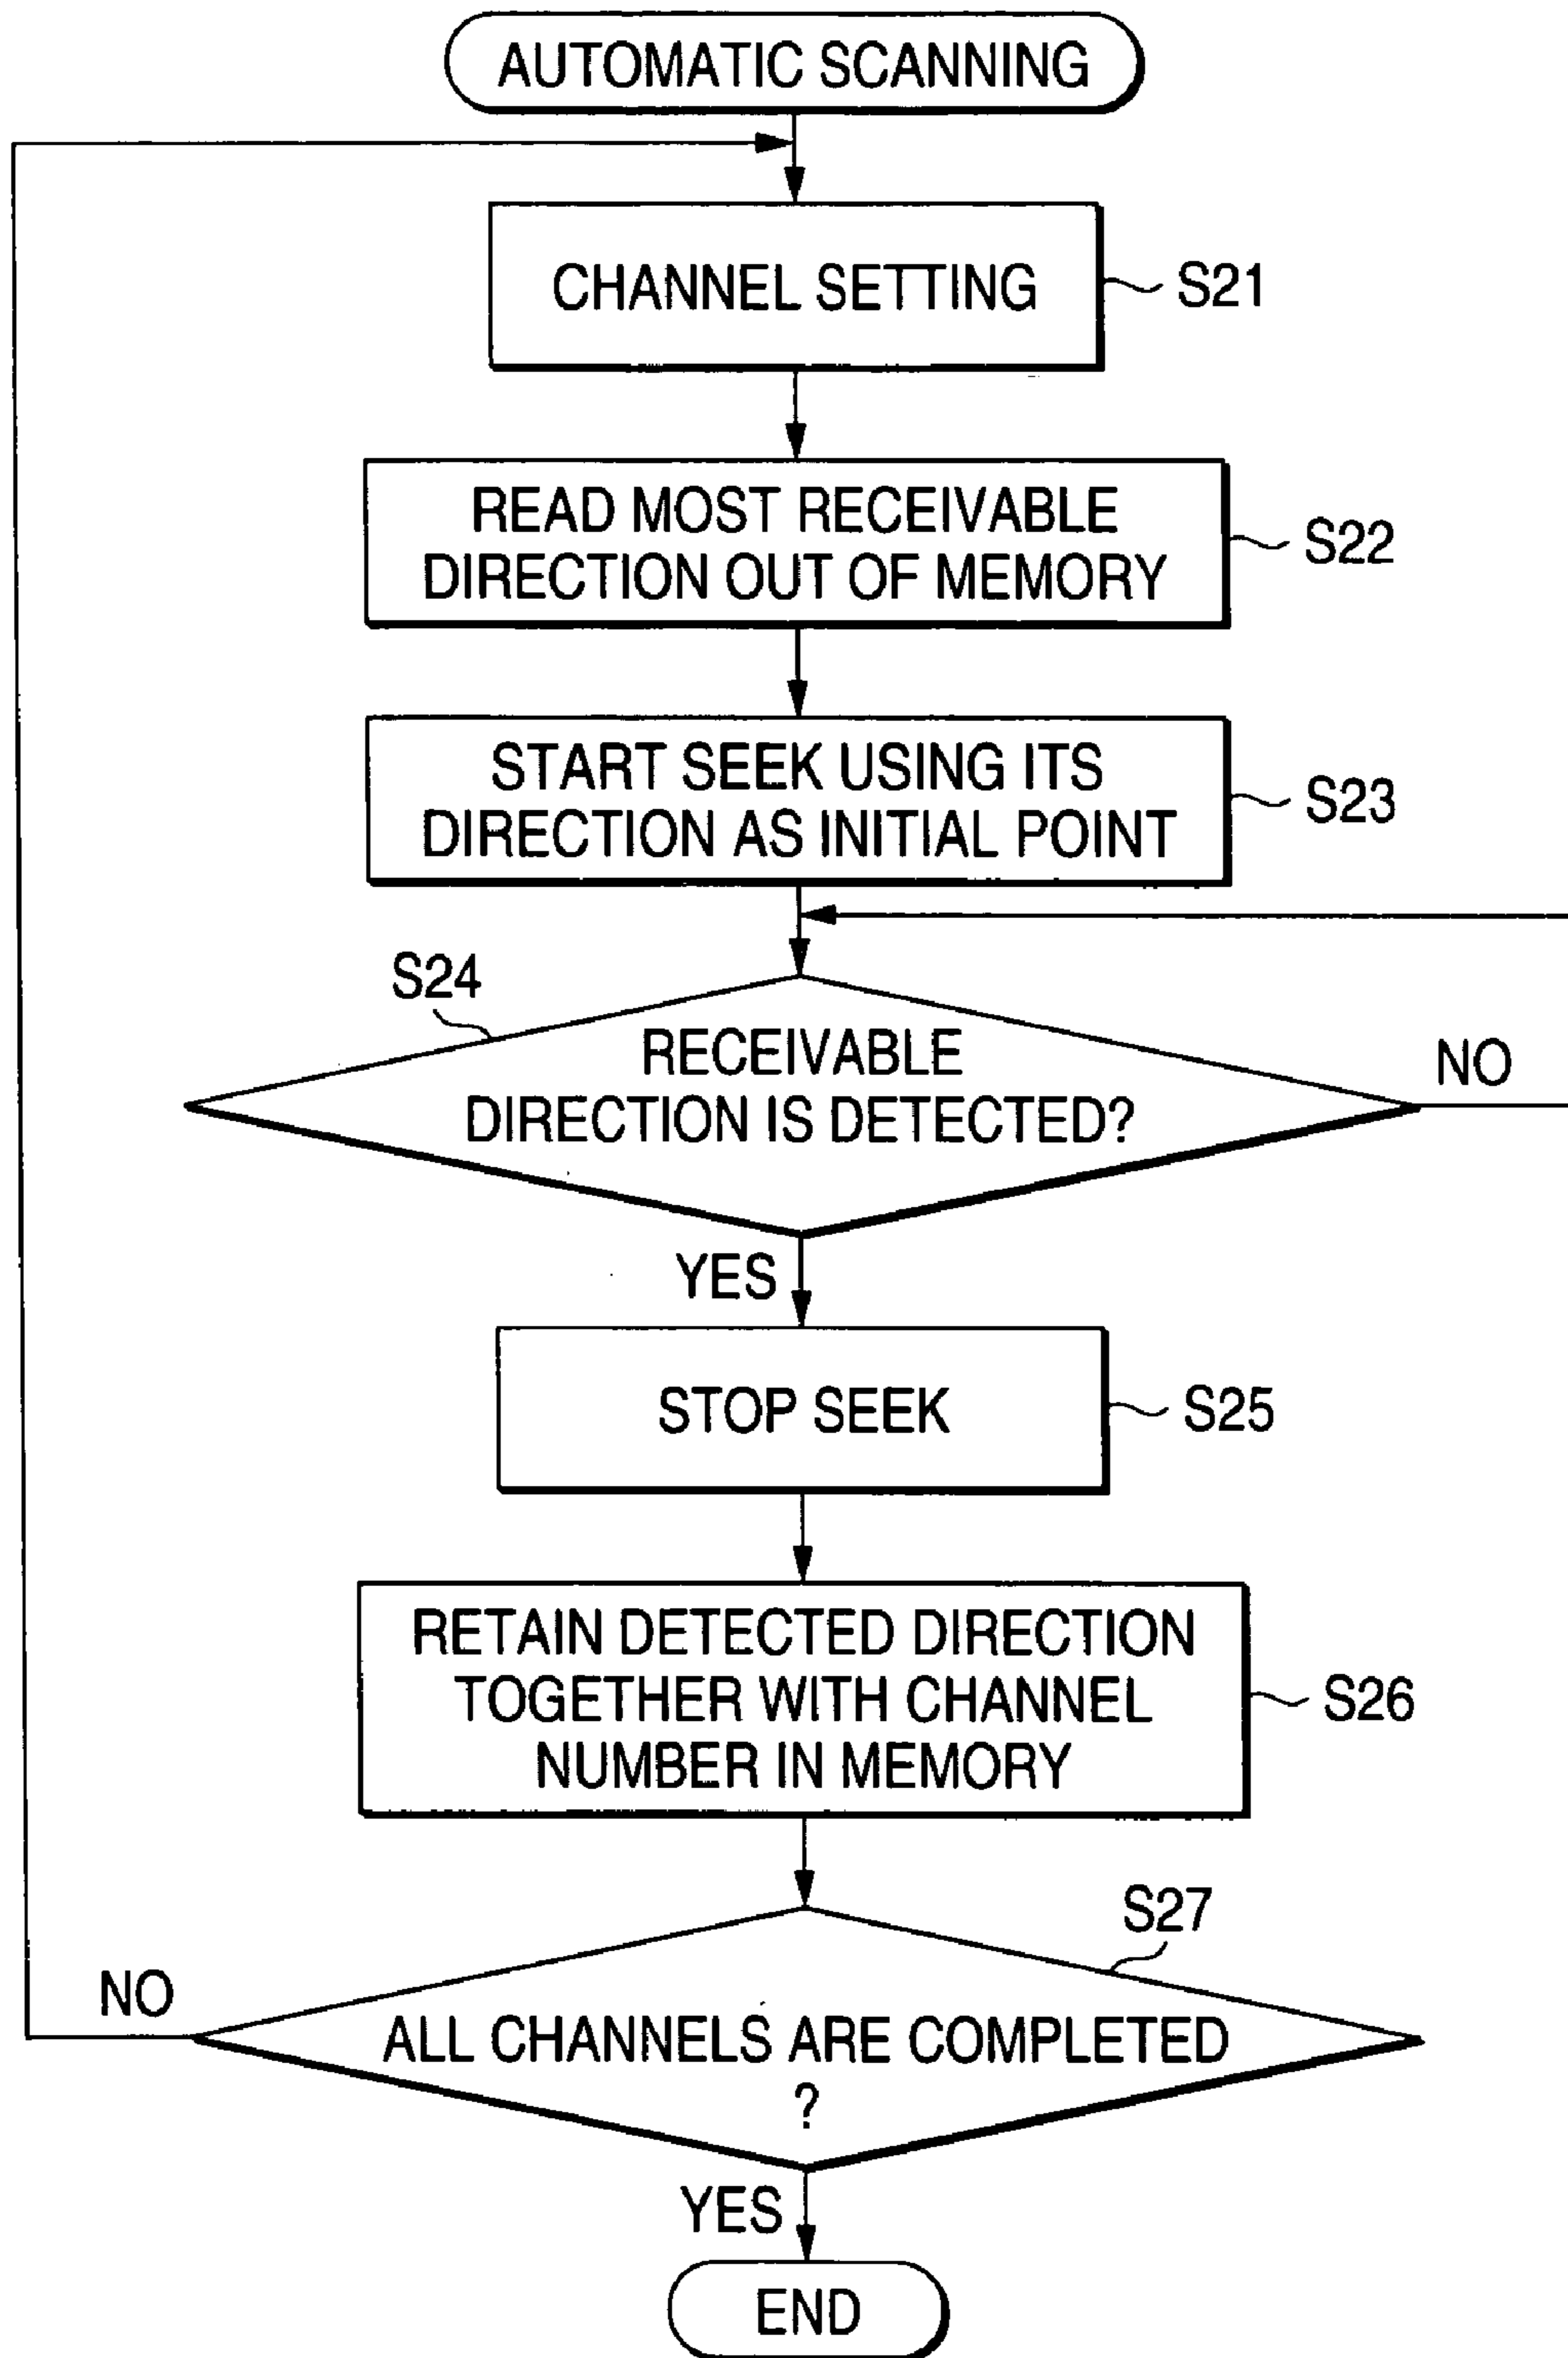 AUTOMATIC SCANNING
CHANNEL SETTING
S21
READ MOST RECEIVABLE
DIRECTION OUT OF MEMORY
S22
START SEEK USING ITS
DIRECTION AS INITIAL POINT
S23
S24
RECEIVABLE
DIRECTION IS DETECTED?
NO
YES
STOP SEEK
S25
RETAIN DETECTED DIRECTION
TOGETHER WITH CHANNEL
NUMBER IN MEMORY
S26
S27
NO
ALL CHANNELS ARE COMPLETED
?
YES
END